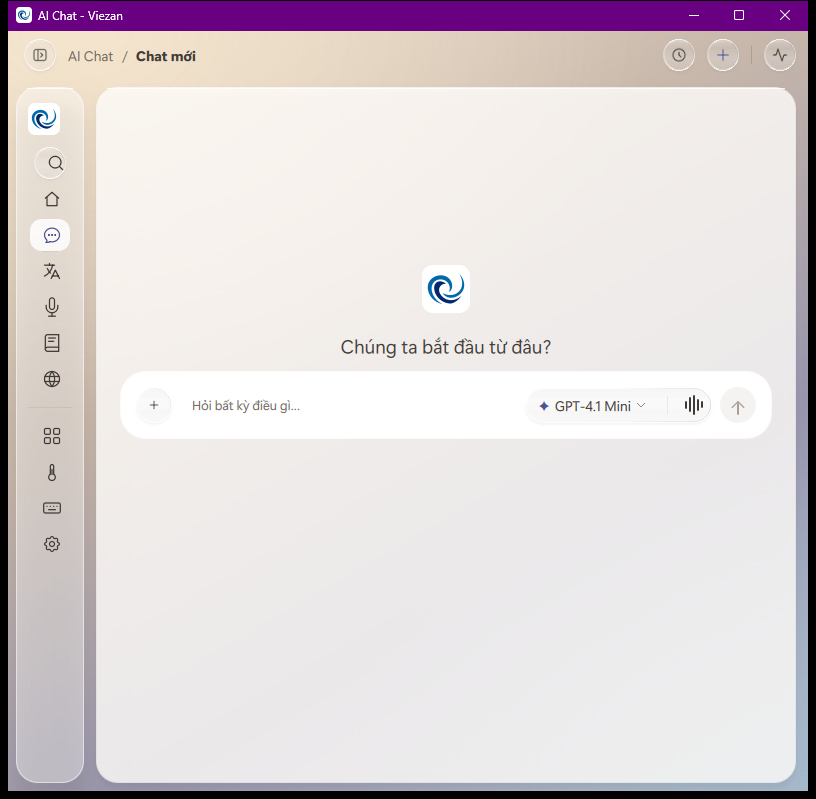 AI Chat - Viezan
AI Chat / Chat mới
Chúng ta bắt đầu từ đâu?
Hỏi bất kỳ điều gì...
GPT-4.1 Mini